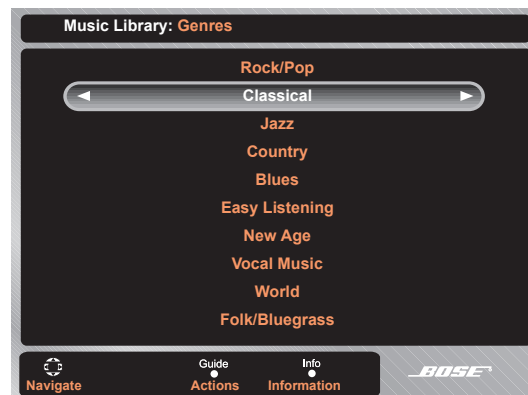 Music Library: Genres
Rock/Pop
Classical
Jazz
Country
Blues
Easy Listening
New Age
Vocal Music
World
Folk/Bluegrass
Guide Info
Navigate Actions Information
BOSE